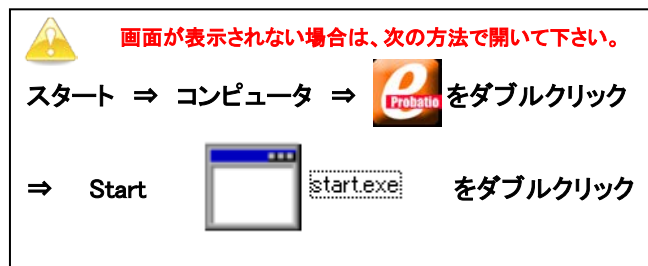 画面が表示されない場合は、次の方法で開いて下さい。
スタート ⇒ コンピュータ ⇒ e Probatio をダブルクリック
⇒ Start start.exe をダブルクリック